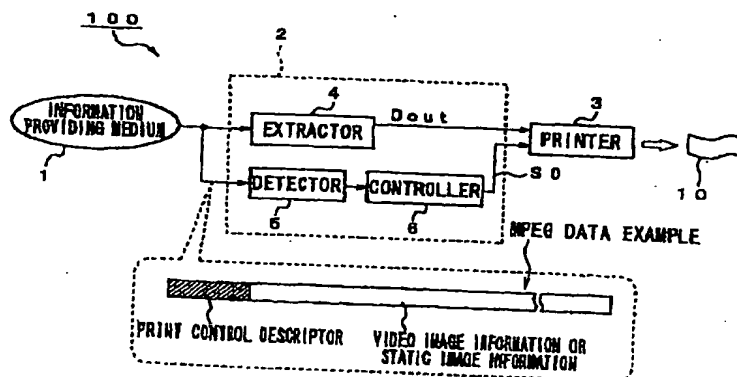 100
2
INFORMATION
PROVIDING MEDIUM
1
4
EXTRACTOR
Dout
3
PRINTER
DETECTOR
5
CONTROLLER
6
S0
10
MPEG DATA EXAMPLE
PRINT CONTROL DESCRIPTOR
VIDEO IMAGE INFORMATION OR
STATIC IMAGE INFORMATION